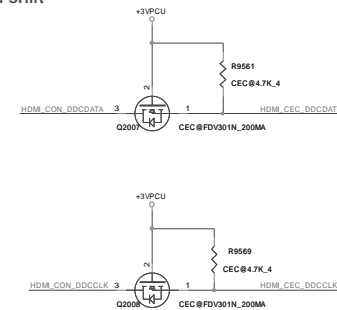 +3VPCU
R9561
CEC@4.7K_4
2
HDMI_CON_DDCDATA 3 1 HDMI_CEC_DDCDAT
Q2007 CEC@FDV301N_200MA
+3VPCU
R9569
CEC@4.7K_4
2
HDMI_CON_DDCCLK 3 1 HDMI_CEC_DDCCLK
Q2008 CEC@FDV301N_200MA